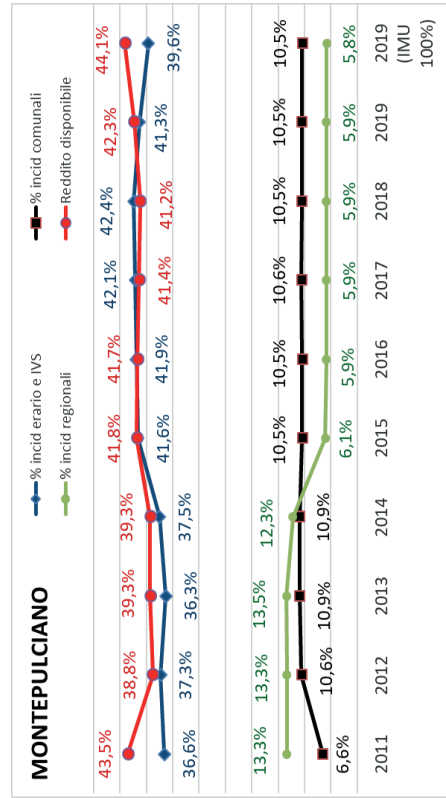 MONTEPULCIANO
% incid erario e IVS
% incid comunali
% incid regionali
Reddito disponibile
43,5% 38,8% 39,3% 39,3% 41,8% 41,7% 42,1% 42,4% 42,3% 44,1%
36,6% 37,3% 36,3% 37,5% 41,6% 41,9% 41,4% 41,2% 41,3% 39,6%
13,3% 13,3% 13,5% 12,3% 10,5% 10,5% 10,6% 10,5% 10,5% 10,5%
6,6% 10,6% 10,9% 10,9% 6,1% 5,9% 5,9% 5,9% 5,9% 5,8%
2011 2012 2013 2014 2015 2016 2017 2018 2019 2019
(IMU
100%)